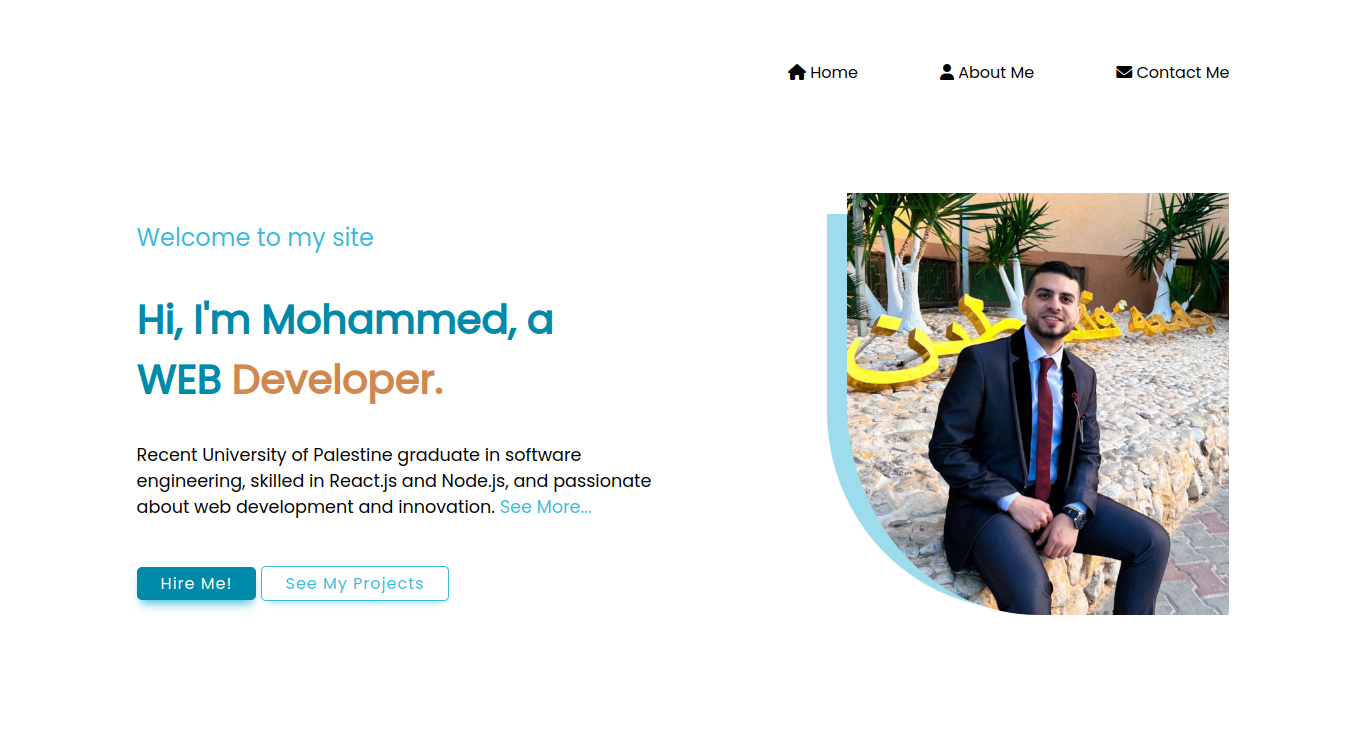 Home
About Me
Contact Me
Welcome to my site
Hi, I'm Mohammed, a
WEB Developer.
Recent University of Palestine graduate in software
engineering, skilled in React.js and Node.js, and passionate
about web development and innovation. See More...
Hire Me!
See My Projects